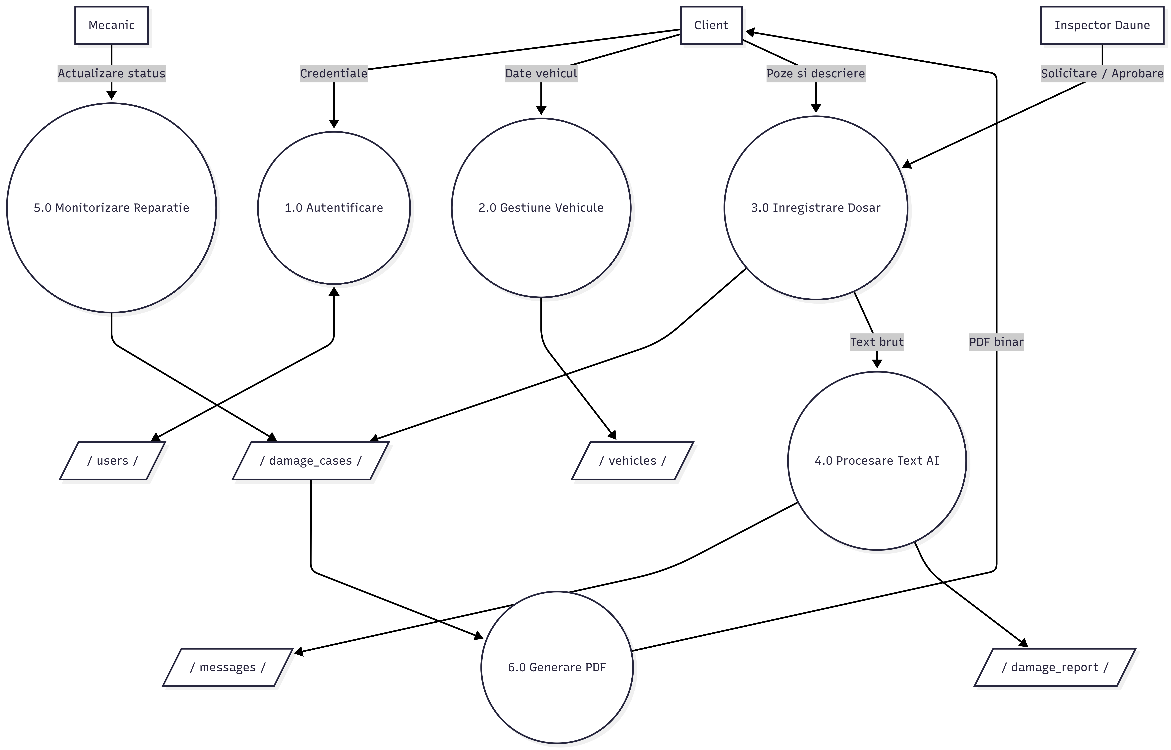 Mecanic
Client
Inspector Daune
Actualizare status
Credentiale
Date vehicul
Poze si descriere
Solicitare / Aprobare
5.0 Monitorizare Reparatie
1.0 Autentificare
2.0 Gestiune Vehicule
3.0 Inregistrare Dosar
Text brut
PDF binar
/ users /
/ damage_cases /
/ vehicles /
4.0 Procesare Text AI
/ messages /
6.0 Generare PDF
/ damage_report /